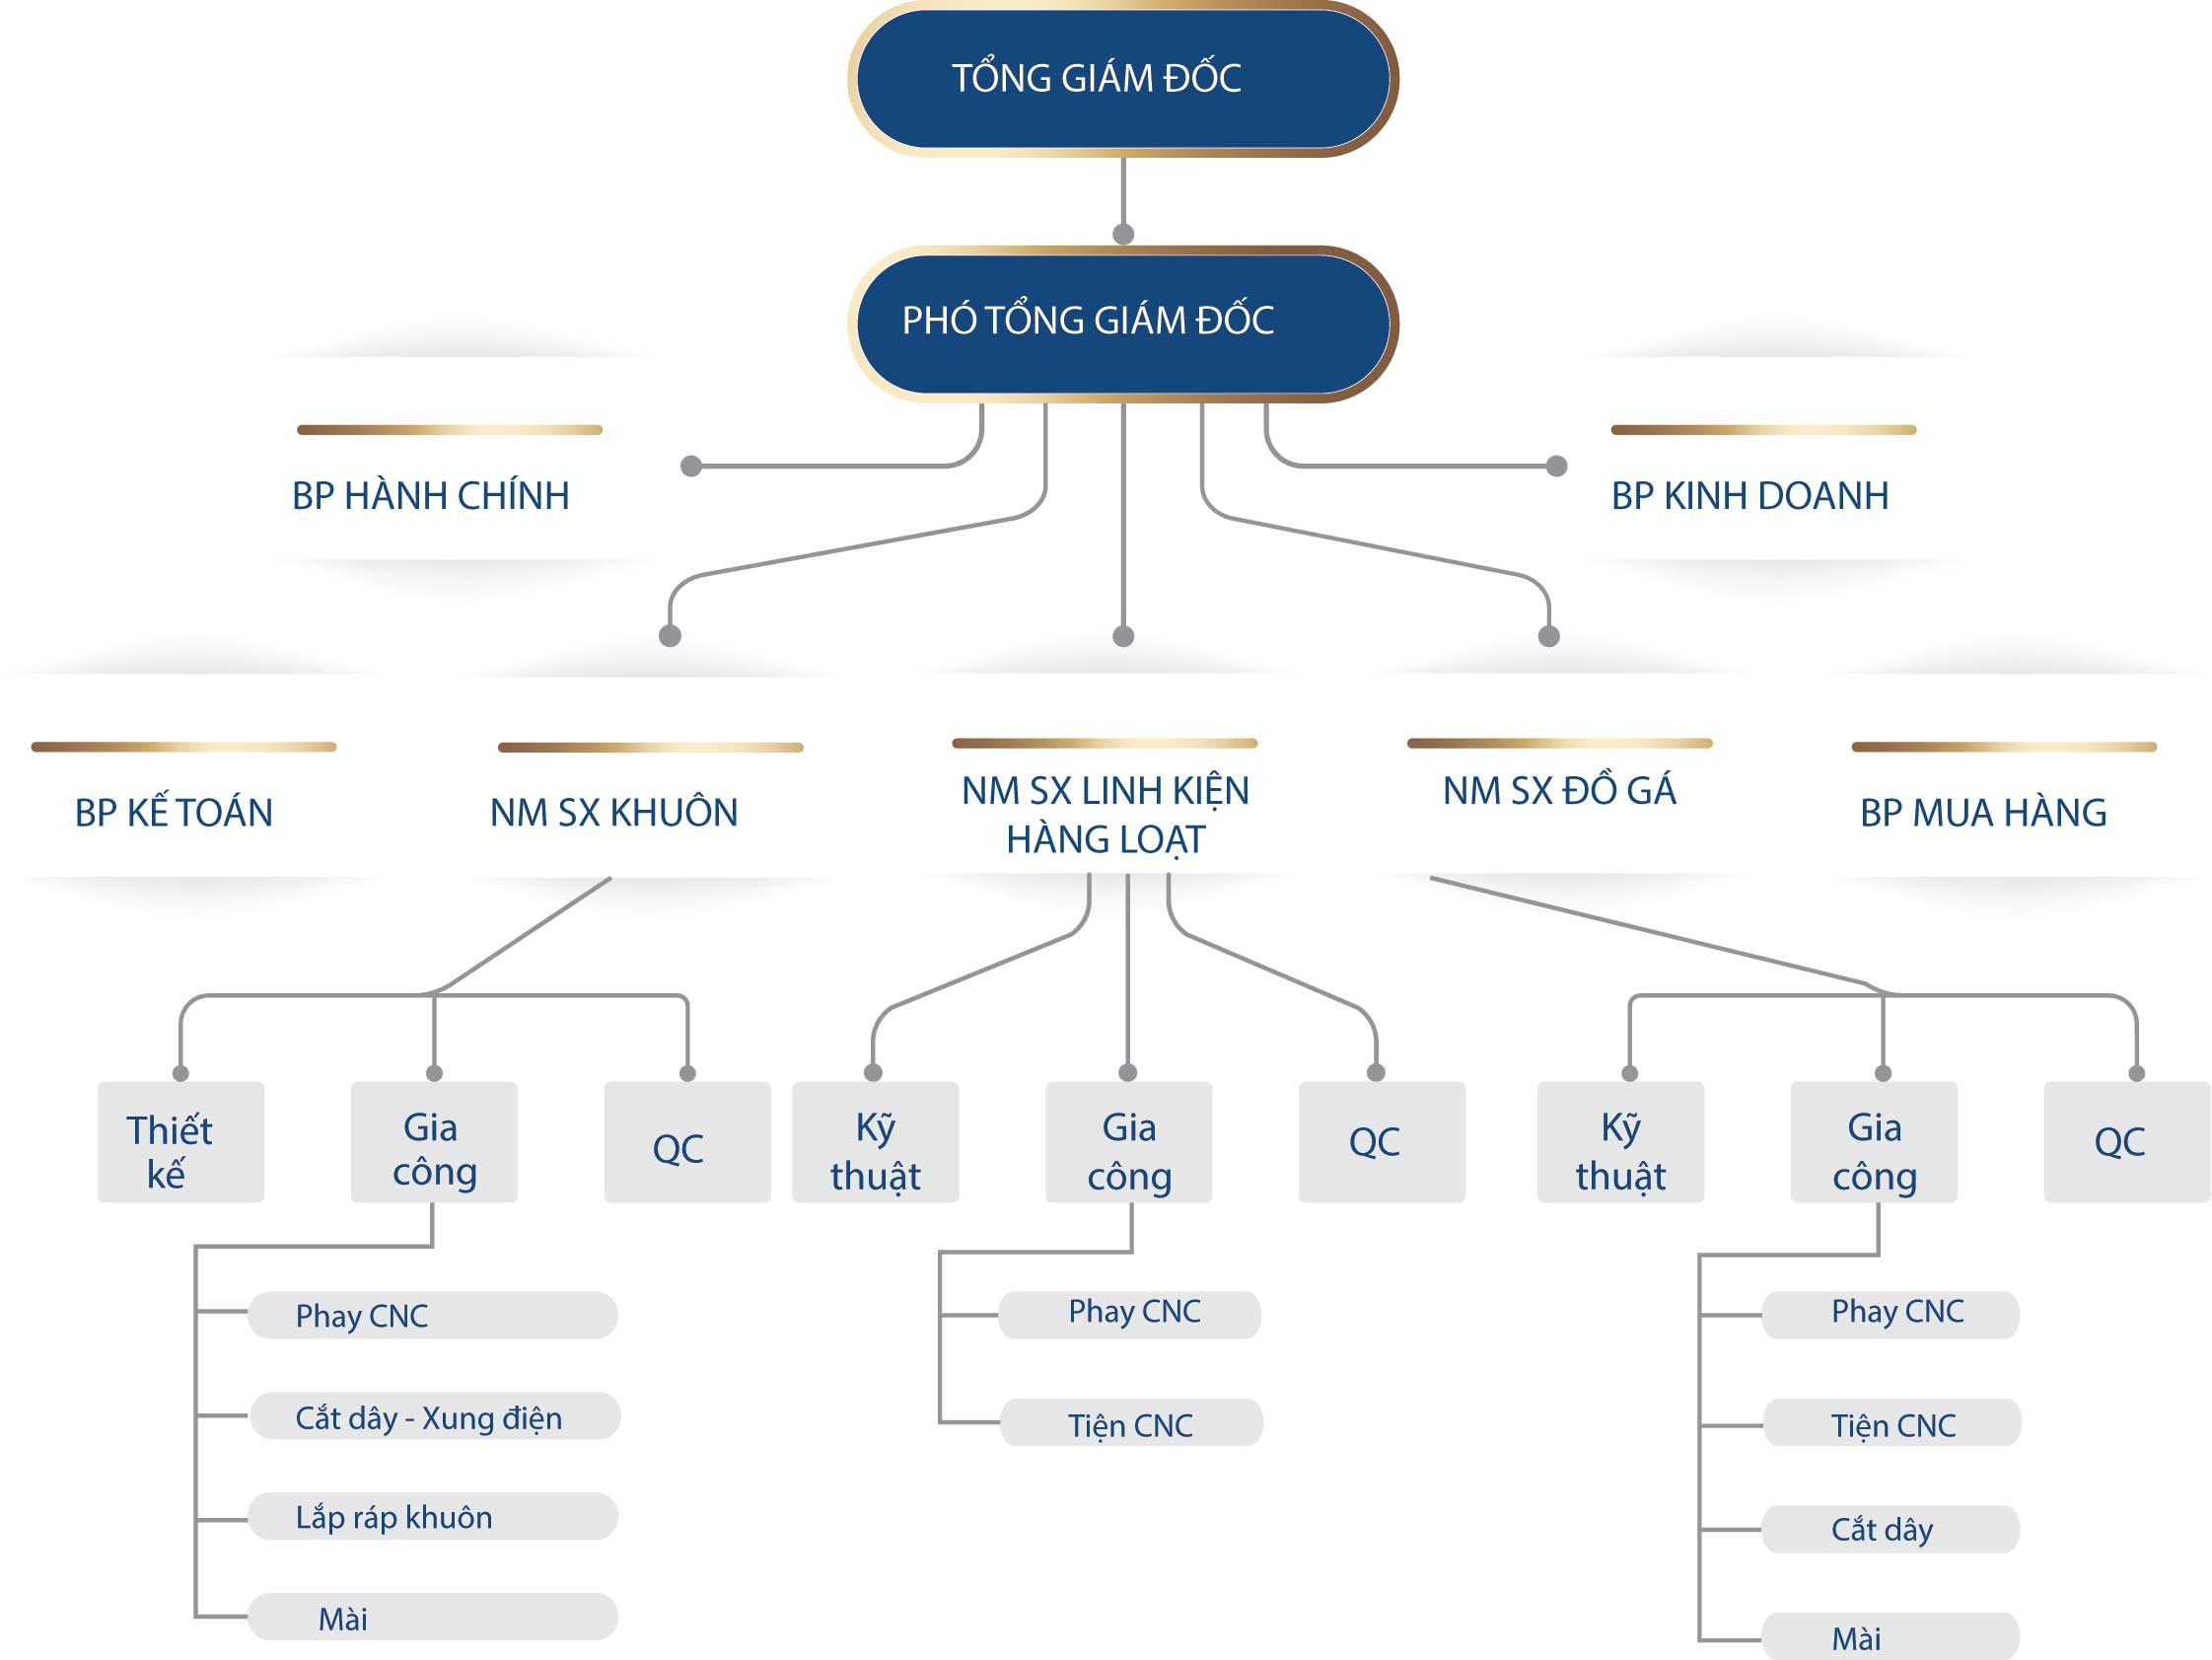 TỔNG GIÁM ĐỐC
PHÓ TỔNG GIÁM ĐỐC
BP HÀNH CHÍNH
BP KINH DOANH
BP KẾ TOÁN
NM SX KHUÔN
NM SX LINH KIỆN
HÀNG LOẠT
NM SX ĐỒ GÁ
BP MUA HÀNG
Thiết
kế
Gia
công
QC
Kỹ
thuật
Gia
công
QC
Kỹ
thuật
Gia
công
QC
Phay CNC
Cắt dây - Xung điện
Lắp ráp khuôn
Mài
Phay CNC
Tiện CNC
Phay CNC
Tiện CNC
Cắt dây
Mài